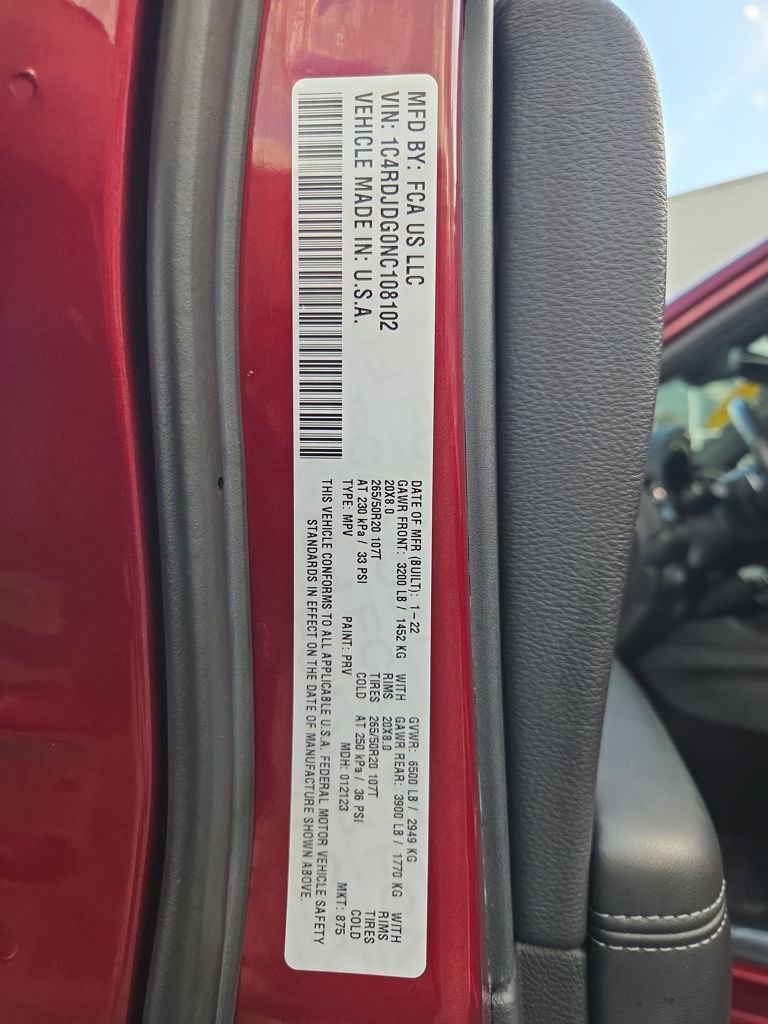 MFD BY: FCA US LLC
VIN: 1C4RDJDG0NC108102
VEHICLE MADE IN: U.S.A.
DATE OF MFR (BUILT): 1-22 GVWR: 6500 LB / 2949 KG
GAWR FRONT: 3200 LB / 1452 KG WITH GAWR REAR: 3900 LB / 1770 KG WITH
20X8.0 RIMS 20X8.0 RIMS
265/50R20 107T TIRES 265/50R20 107T TIRES
AT 230 kPa / 33 PSI COLD AT 250 kPa / 36 PSI COLD
TYPE: MPV PAINT: PRV MDH: 012123 MKT: 875
THIS VEHICLE CONFORMS TO ALL APPLICABLE U.S.A. FEDERAL MOTOR VEHICLE SAFETY
STANDARDS IN EFFECT ON THE DATE OF MANUFACTURE SHOWN ABOVE.